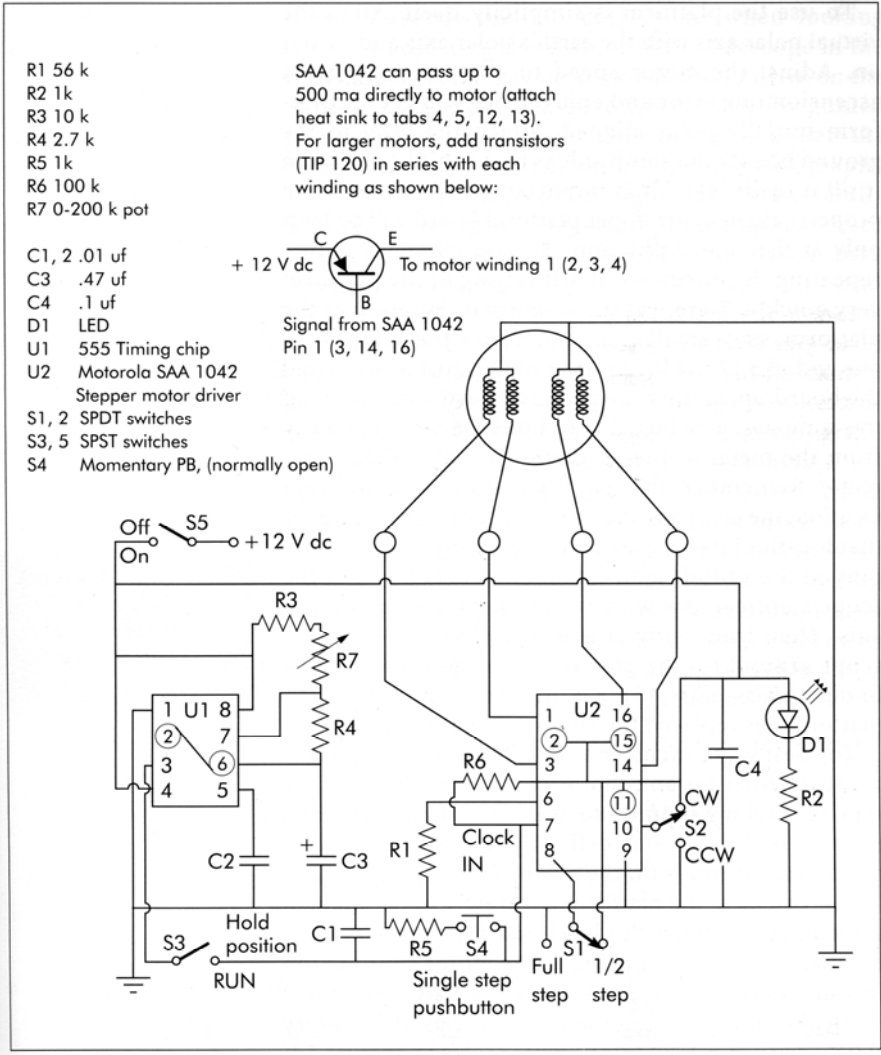 R1 56 k
R2 1k
R3 10 k
R4 2.7 k
R5 1k
R6 100 k
R7 0-200 k pot
C1, 2 .01 uf
C3 .47 uf
C4 .1 uf
D1 LED
U1 555 Timing chip
U2 Motorola SAA 1042
Stepper motor driver
S1, 2 SPDT switches
S3, 5 SPST switches
S4 Momentary PB, (normally open)
SAA 1042 can pass up to
500 ma directly to motor (attach
heat sink to tabs 4, 5, 12, 13).
For larger motors, add transistors
(TIP 120) in series with each
winding as shown below:
C E
+ 12 V dc To motor winding 1 (2, 3, 4)
B
Signal from SAA 1042
Pin 1 (3, 14, 16)
Off S5
On +12 V dc
R3
R7
R4
1 U1 8
2 7
3 6
4 5
C2
+ C3
R6
R1
Clock
IN
1 U2 16
2 15
3 14
6 11
7 10
8 9
CW
S2
CCW
C4
D1
R2
Hold
position
S3
RUN
C1
R5 S4
Single step
pushbutton
S1
Full
step
1/2
step